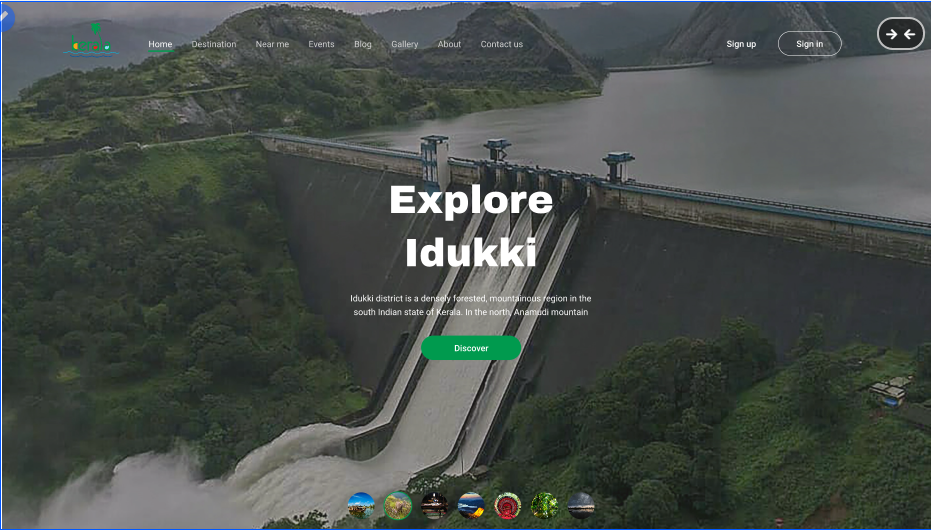 Home Destination Near me Events Blog Gallery About Contact us Sign up Sign in
Explore
Idukki
Idukki district is a densely forested, mountainous region in the
south Indian state of Kerala. In the north, Anamudi mountain
Discover